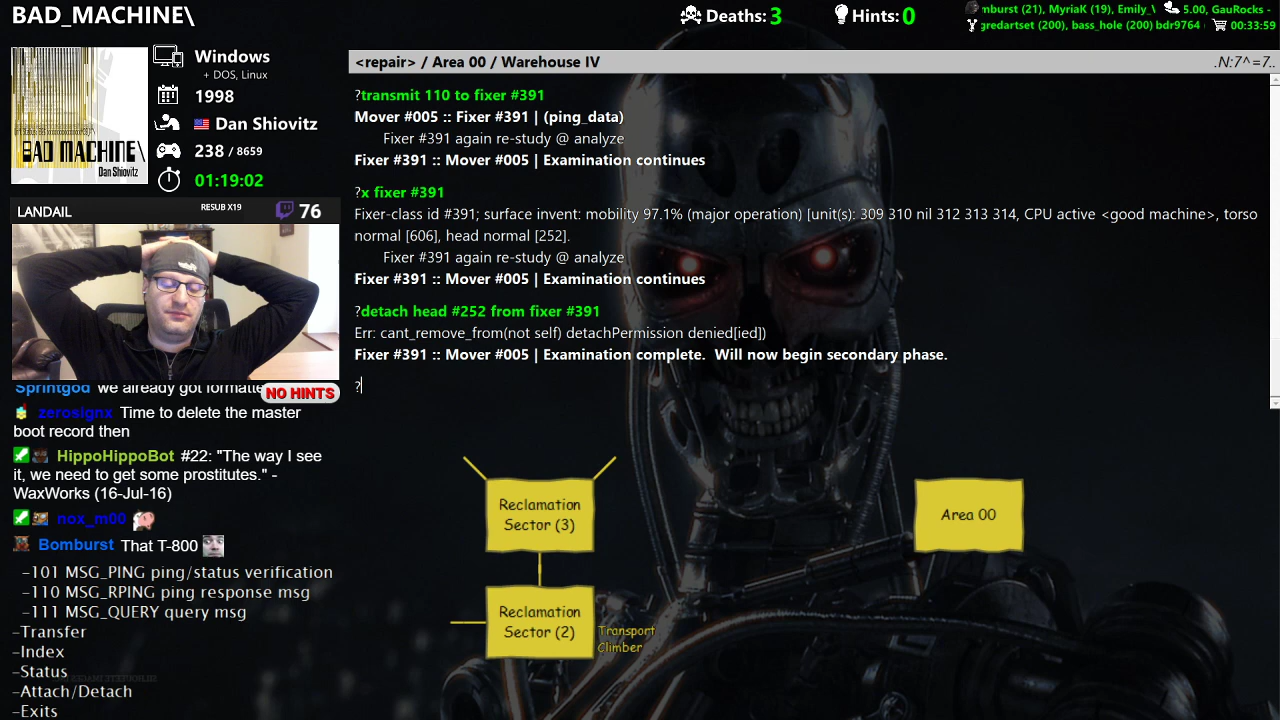 BAD_MACHINE\
Deaths: 3
Hints: 0
mburst (21), MyriaK (19), Emily_\
5.00, GauRocks -
gredartset (200), bass_hole (200) bdr9764
00:33:59
BAD MACHINE\
Dan Shiovitz
Windows
+ DOS, Linux
1998
Dan Shiovitz
238 / 8659
01:19:02
LANDAIL
RESUB X19
76
Sprintgod we already got formatte
NO HINTS
zerosignx Time to delete the master
boot record then
HippoHippoBot #22: "The way I see
it, we need to get some prostitutes." -
WaxWorks (16-Jul-16)
nox_m00
Bomburst That T-800
-101 MSG_PING ping/status verification
-110 MSG_RPING ping response msg
-111 MSG_QUERY query msg
-Transfer
-Index
-Status
-Attach/Detach
-Exits
<repair> / Area 00 / Warehouse IV
.N:7^=7..
?transmit 110 to fixer #391
Mover #005 :: Fixer #391 | (ping_data)
Fixer #391 again re-study @ analyze
Fixer #391 :: Mover #005 | Examination continues
?x fixer #391
Fixer-class id #391; surface invent: mobility 97.1% (major operation) [unit(s): 309 310 nil 312 313 314, CPU active <good machine>, torso
normal [606], head normal [252].
Fixer #391 again re-study @ analyze
Fixer #391 :: Mover #005 | Examination continues
?detach head #252 from fixer #391
Err: cant_remove_from(not self) detachPermission denied[ied])
Fixer #391 :: Mover #005 | Examination complete.  Will now begin secondary phase.
?
Reclamation
Sector (3)
Area 00
Reclamation
Sector (2)
Transport
Climber